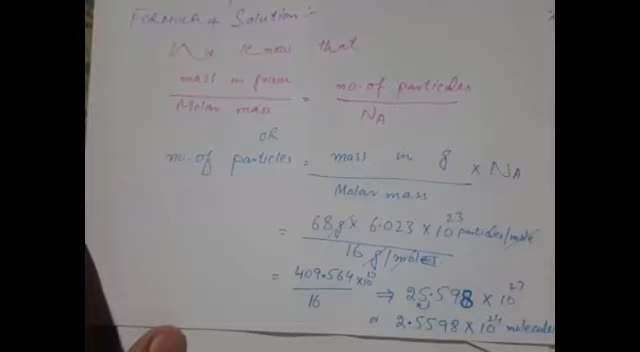 Formula & Solution :-
We know that
mass in gram / Molar mass = no. of particles / NA
or
no. of particles = mass in g / Molar mass × NA
= 68g × 6.023 × 10^23 particles/mole / 16 g/mole
= 409.564 × 10^23 / 16 ⇒ 25.598 × 10^23
or 2.5598 × 10^24 molecules